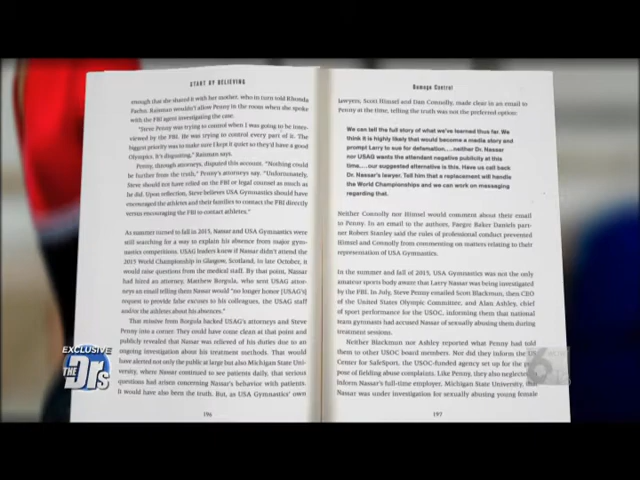 START BY BELIEVING
enough that she shared it with her mother, who in turn told Rhonda
Faehn. Raisman wouldn't allow Penny in the room when she spoke
with the FBI agent investigating the case.
"Steve Penny was trying to control when I was going to be inter-
viewed by the FBI. He was trying to control every part of it. The
biggest priority was to make sure I kept it quiet so they'd have a good
Olympics. It's disgusting," Raisman says.
Penny, through attorneys, disputed this account. "Nothing could
be further from the truth," Penny's attorneys say. "Unfortunately,
Steve should not have relied on the FBI or legal counsel as much as
he did. Upon reflection, Steve believes USA Gymnastics should have
encouraged the athletes and their families to contact the FBI directly
versus encouraging the FBI to contact athletes."
As summer turned to fall in 2015, Nassar and USA Gymnastics were
still searching for a way to explain his absence from major gym-
nastics competitions. USAG leaders knew if Nassar didn't attend the
2015 World Championship in Glasgow, Scotland, in late October, it
would raise questions from the medical staff. By that point, Nassar
had hired an attorney, Matthew Borgula, who sent USAG attor-
neys an email telling them Nassar would "no longer honor [USAG's]
request to provide false excuses to his colleagues, the USAG staff
and/or the athletes about his absences."
That missive from Borgula backed USAG's attorneys and Steve
Penny into a corner. They could have come clean at that point and
publicly revealed that Nassar was relieved of his duties due to an
ongoing investigation about his treatment methods. That would
have alerted not only the public at large but also Michigan State Uni-
versity, where Nassar continued to see patients daily, that serious
questions had arisen concerning Nassar's behavior with patients.
It would have also been the truth. But, as USA Gymnastics' own
196
Damage Control
lawyers, Scott Himsel and Dan Connolly, made clear in an email to
Penny at the time, telling the truth was not the preferred option:
We can tell the full story of what we've learned thus far. We
think it is highly likely that would become a media story and
prompt Larry to sue for defamation.....neither Dr. Nassar
nor USAG wants the attendant negative publicity at this
time.....our suggested alternative is this. Have us call back
Dr. Nassar's lawyer. Tell him that a replacement will handle
the World Championships and we can work on messaging
regarding that.
Neither Connolly nor Himsel would comment about their email
to Penny. In an email to the authors, Faegre Baker Daniels part-
ner Robert Stanley said the rules of professional conduct prevented
Himsel and Connolly from commenting on matters relating to their
representation of USA Gymnastics.
In the summer and fall of 2015, USA Gymnastics was not the only
amateur sports body aware that Larry Nassar was being investigated
by the FBI. In July, Steve Penny emailed Scott Blackmun, then CEO
of the United States Olympic Committee, and Alan Ashley, chief
of sport performance for the USOC, informing them that national
team gymnasts had accused Nassar of sexually abusing them during
treatment sessions.
Neither Blackmun nor Ashley reported what Penny had told
them to other USOC board members. Nor did they inform the US
Center for SafeSport, the USOC-funded agency set up for the
pose of fielding abuse complaints. Like Penny, they also neglected
inform Nassar's full-time employer, Michigan State University, that
Nassar was under investigation for sexually abusing young female
197
EXCLUSIVE
THE DRs
6